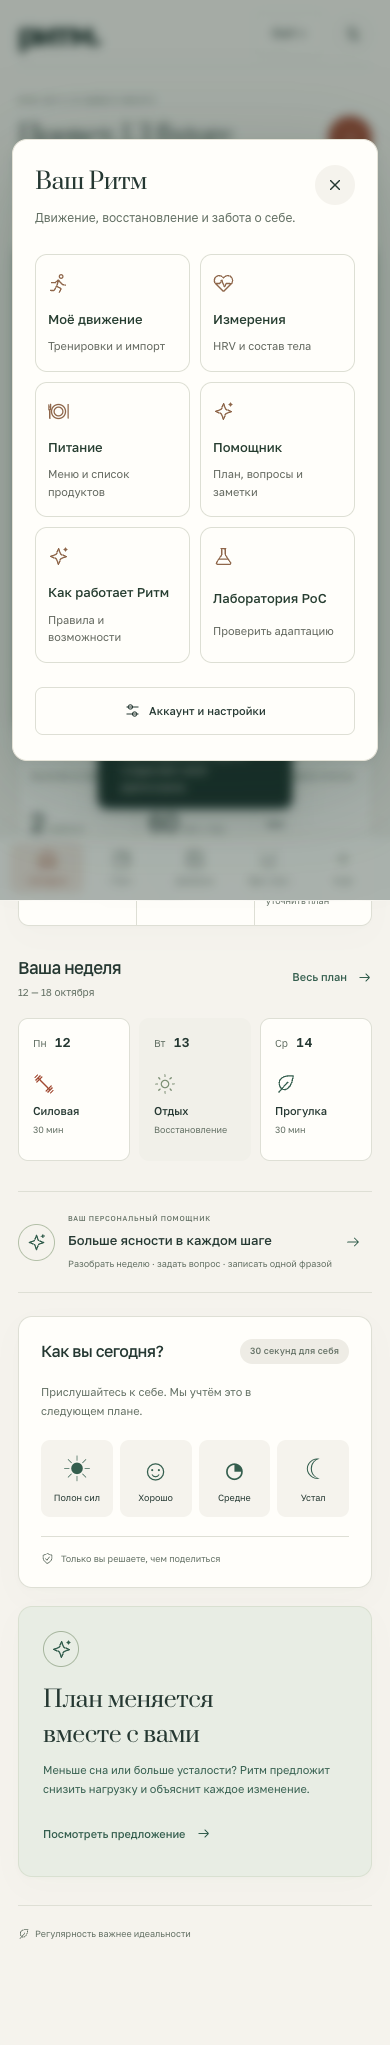 ритм.
Ваш Ритм
Движение, восстановление и забота о себе.
Моё движение
Тренировки и импорт
Измерения
HRV и состав тела
Питание
Меню и список
продуктов
Помощник
План, вопросы и
заметки
Как работает Ритм
Правила и
возможности
Лаборатория PoC
Проверить адаптацию
Аккаунт и настройки
уточнить план
Ваша неделя
12 — 18 октября
Весь план
Пн 12
Силовая
30 мин
Вт 13
Отдых
Восстановление
Ср 14
Прогулка
30 мин
ВАШ ПЕРСОНАЛЬНЫЙ ПОМОЩНИК
Больше ясности в каждом шаге
Разобрать неделю · задать вопрос · записать одной фразой
Как вы сегодня?
30 секунд для себя
Прислушайтесь к себе. Мы учтём это в
следующем плане.
Полон сил
Хорошо
Средне
Устал
Только вы решаете, чем поделиться
План меняется
вместе с вами
Меньше сна или больше усталости? Ритм предложит
снизить нагрузку и объяснит каждое изменение.
Посмотреть предложение
Регулярность важнее идеальности